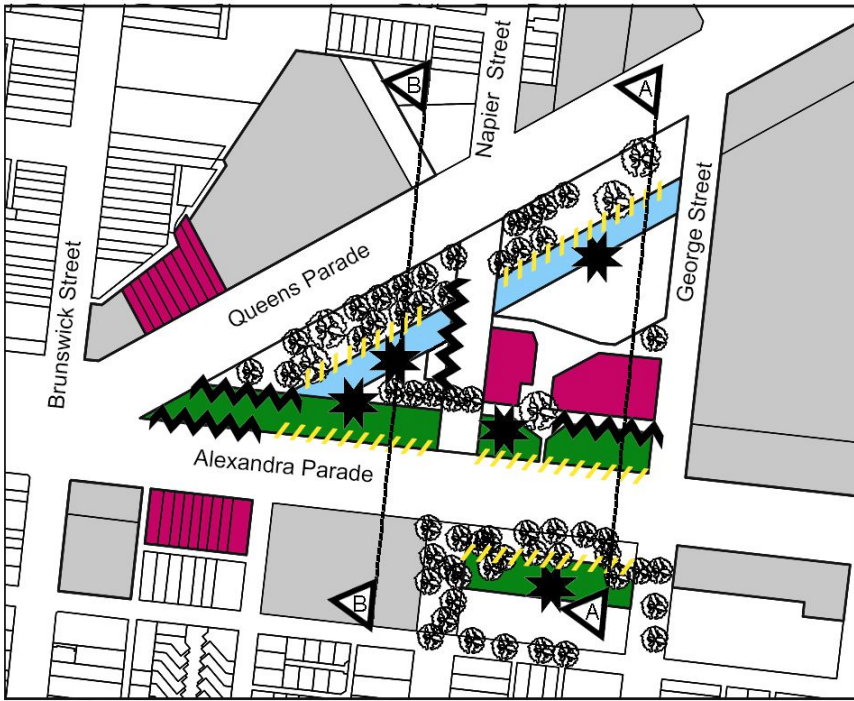 B
A
Napier Street
George Street
Queens Parade
Brunswick Street
Alexandra Parade
B
A